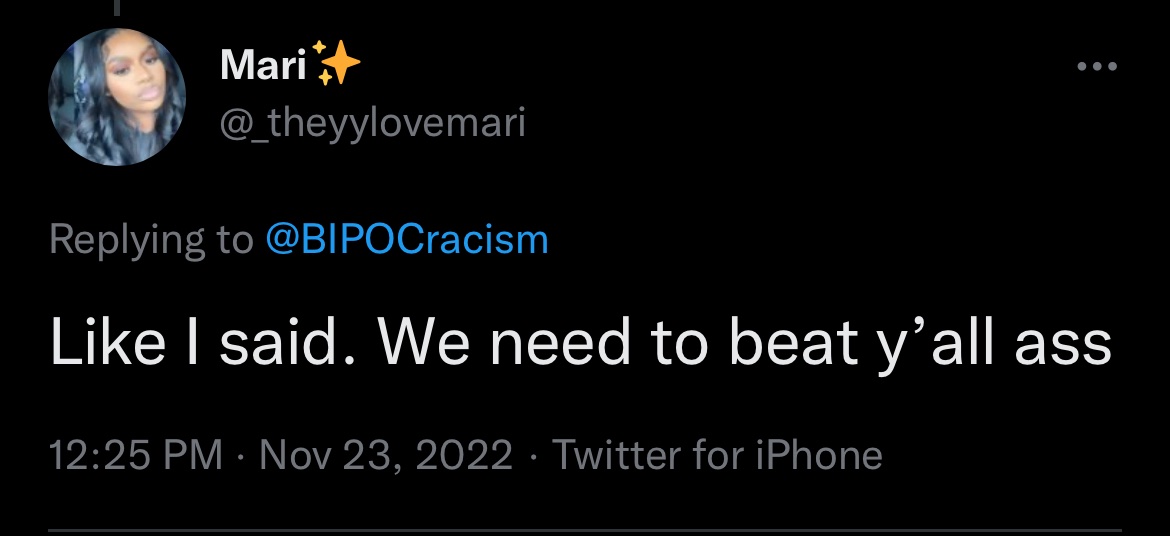 Mari✨
@_theyylovemari
Replying to @BIPOCracism
Like I said. We need to beat y’all ass
12:25 PM · Nov 23, 2022 · Twitter for iPhone